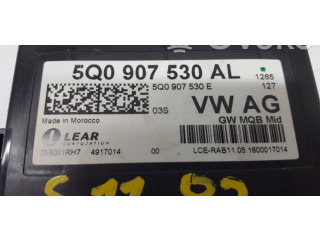 5Q0 907 530 AL
1265
5Q0 907 530 E
127
Made in Morocco
03S
VW AG
GW MQB Mid
LEAR
CORPORATION
4917014
00
LCE-RAB11.05.1600017014